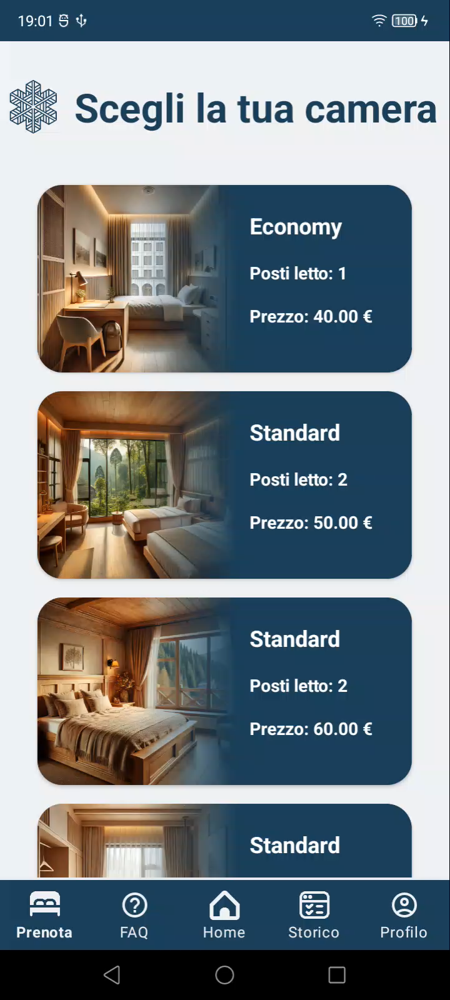 19:01
100
Scegli la tua camera
Economy
Posti letto: 1
Prezzo: 40.00 €
Standard
Posti letto: 2
Prezzo: 50.00 €
Standard
Posti letto: 2
Prezzo: 60.00 €
Standard
Prenota FAQ Home Storico Profilo